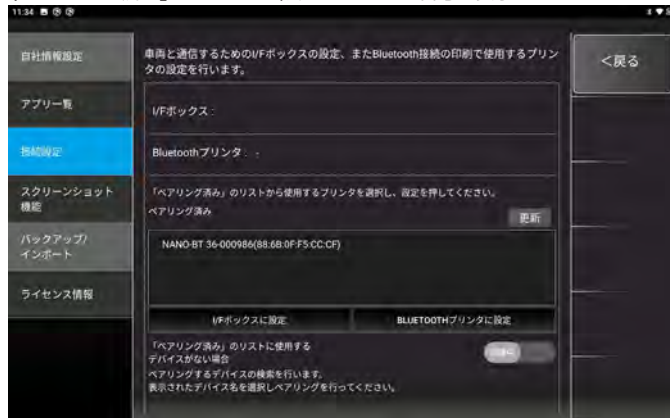 11:34
自社情報設定
アプリ一覧
接続設定
スクリーンショット
機能
バックアップ/
インポート
ライセンス情報
車両と通信するためのI/Fボックスの設定、またBluetooth接続の印刷で使用するプリン
タの設定を行います。
I/Fボックス :
Bluetoothプリンタ : -
「ペアリング済み」のリストから使用するプリンタを選択し、設定を押してください。
ペアリング済み
更新
NANO-BT 36-000986(88:6B:0F:F5:CC:CF)
I/Fボックスに設定
BLUETOOTHプリンタに設定
「ペアリング済み」のリストに使用する
デバイスがない場合
ペアリングするデバイスの検索を行います。
表示されたデバイス名を選択しペアリングを行ってください。
<戻る